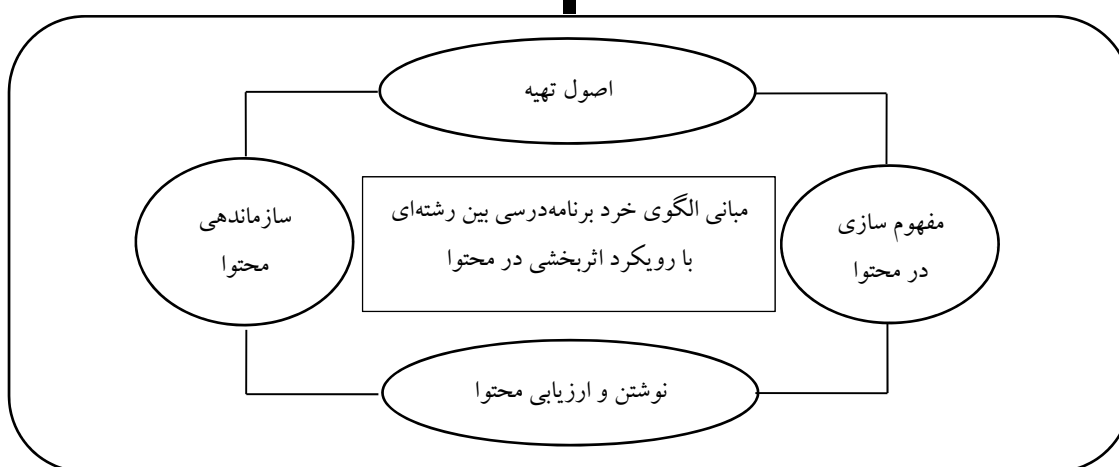 اصول تهیه
مفهوم سازی
در محتوا
مبانی الگوی خرد برنامه‌درسی بین رشته‌ای
با رویکرد اثربخشی در محتوا
سازماندهی
محتوا
نوشتن و ارزیابی محتوا